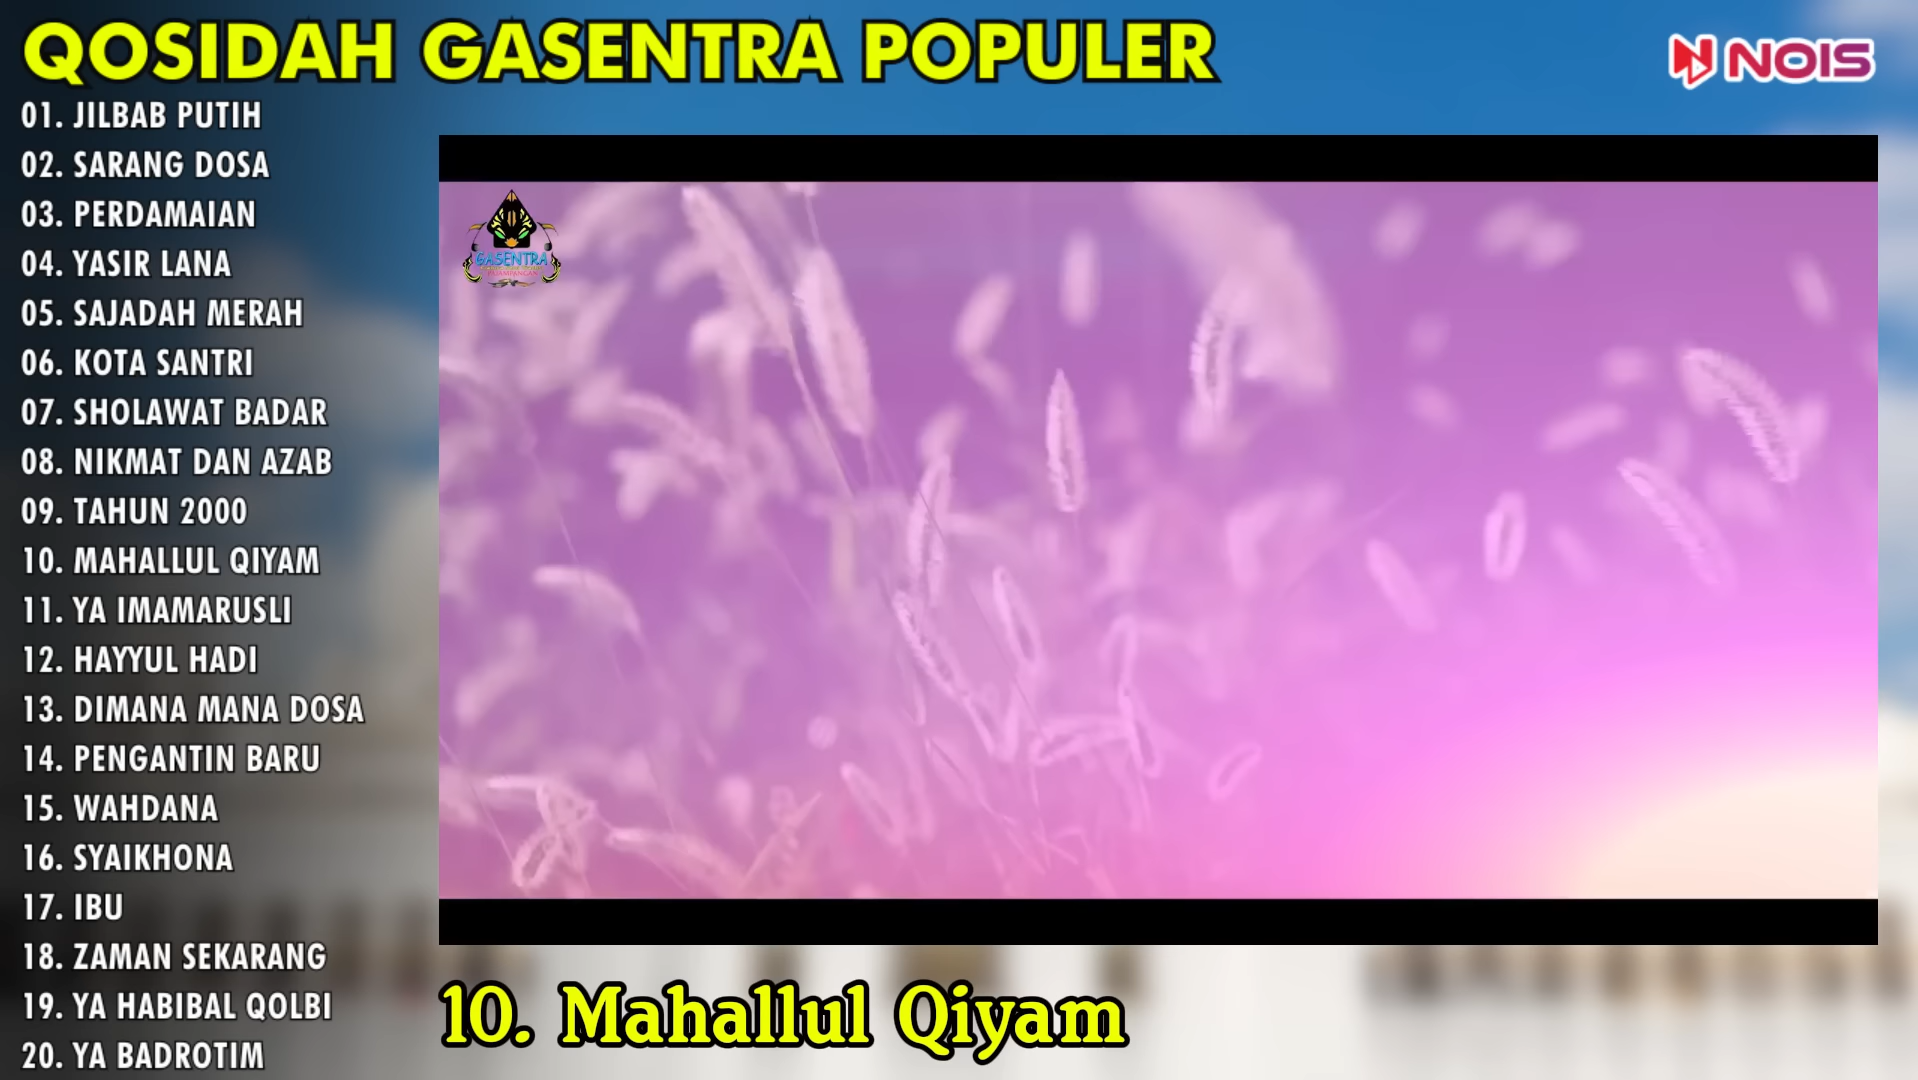 QOSIDAH GASENTRA POPULER
NOIS
01. JILBAB PUTIH
02. SARANG DOSA
03. PERDAMAIAN
04. YASIR LANA
05. SAJADAH MERAH
06. KOTA SANTRI
07. SHOLAWAT BADAR
08. NIKMAT DAN AZAB
09. TAHUN 2000
10. MAHALLUL QIYAM
11. YA IMAMARUSLI
12. HAYYUL HADI
13. DIMANA MANA DOSA
14. PENGANTIN BARU
15. WAHDANA
16. SYAIKHONA
17. IBU
18. ZAMAN SEKARANG
19. YA HABIBAL QOLBI
20. YA BADROTIM
GASENTRA
PAJAMPANGAN
10. Mahallul Qiyam